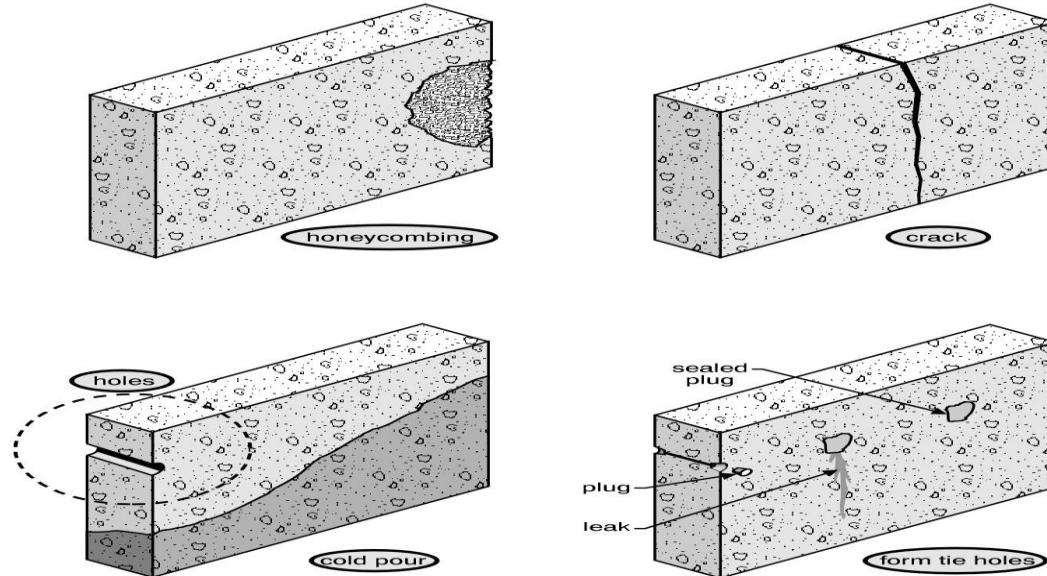 honeycombing
crack
holes
cold pour
sealed
plug
plug
leak
form tie holes